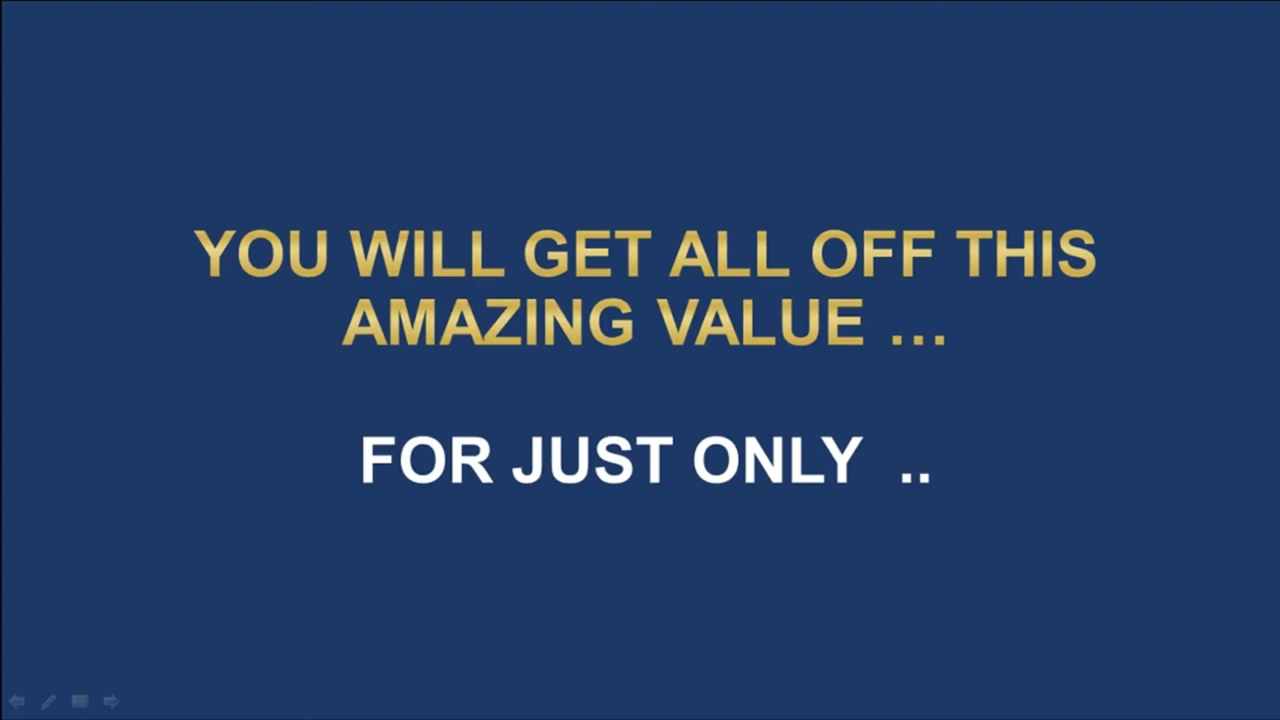 YOU WILL GET ALL OFF THIS
AMAZING VALUE ...
FOR JUST ONLY  ..